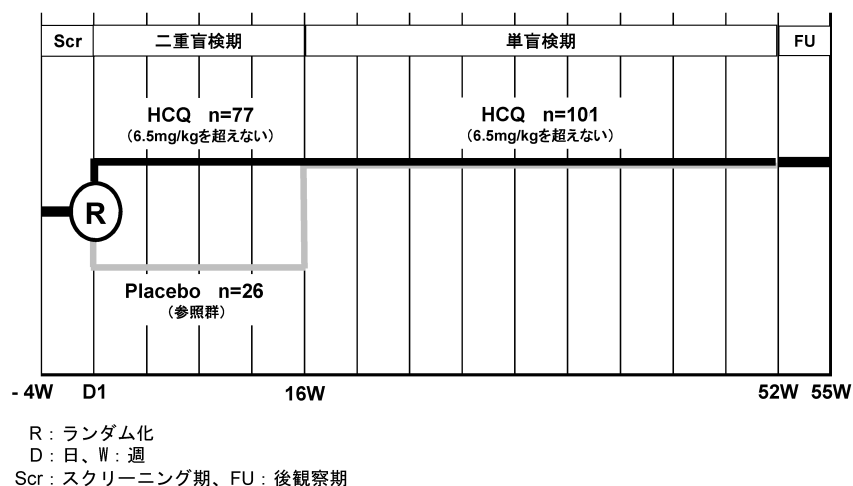 Scr 二重盲検期 単盲検期 FU
HCQ n=77
（6.5mg/kgを超えない）
HCQ n=101
（6.5mg/kgを超えない）
R
Placebo n=26
（参照群）
- 4W D1 16W 52W 55W
R：ランダム化
D：日、W：週
Scr：スクリーニング期、FU：後観察期